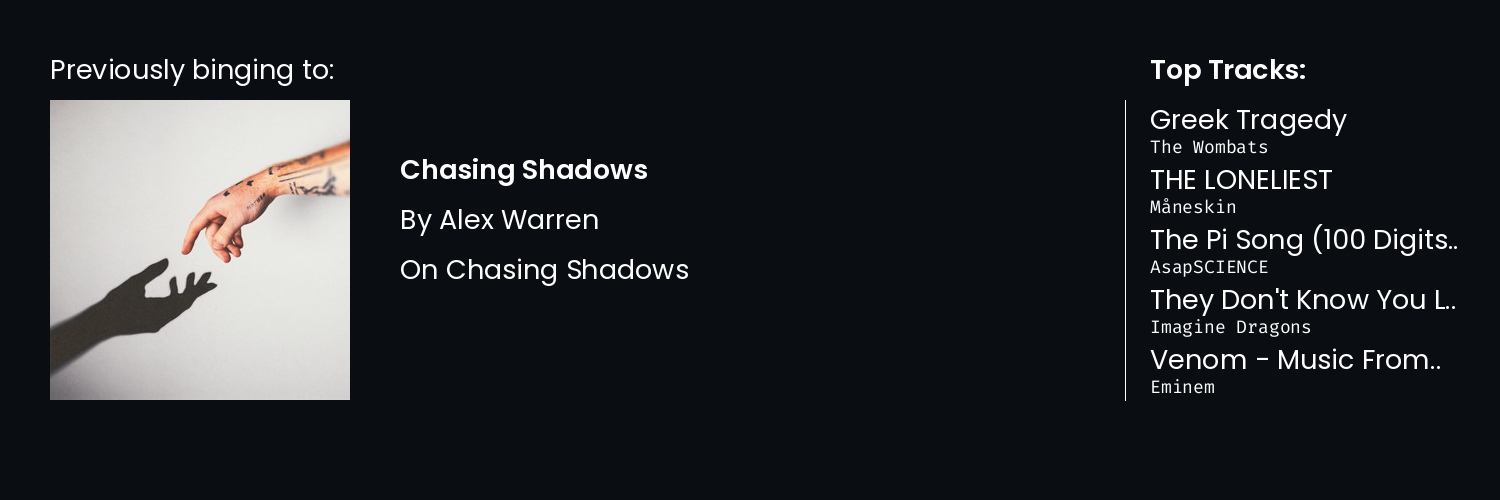 Previously binging to:
Chasing Shadows
By Alex Warren
On Chasing Shadows
Top Tracks:
Greek Tragedy
The Wombats
THE LONELIEST
Måneskin
The Pi Song (100 Digits..
AsapSCIENCE
They Don't Know You L..
Imagine Dragons
Venom - Music From..
Eminem